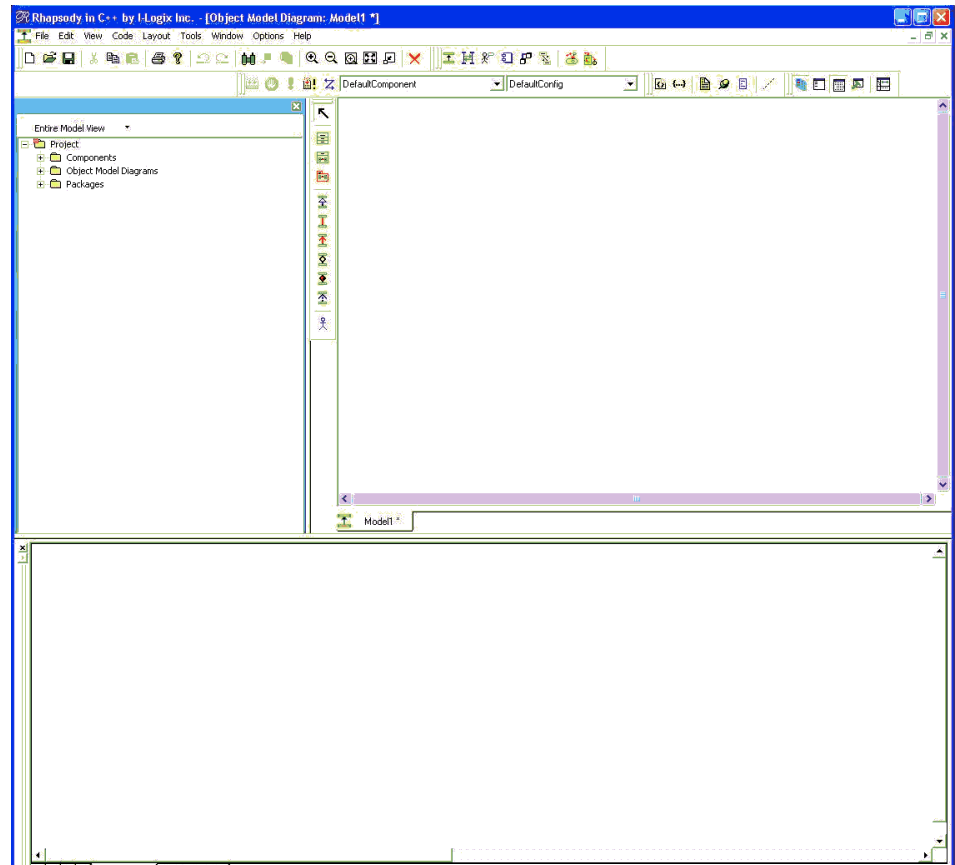 Rhapsody in C++ by I-Logix Inc. - [Object Model Diagram: Model1 *]
File Edit View Code Layout Tools Window Options Help
DefaultComponent DefaultConfig
Entire Model View
Project
Components
Object Model Diagrams
Packages
Model1 *